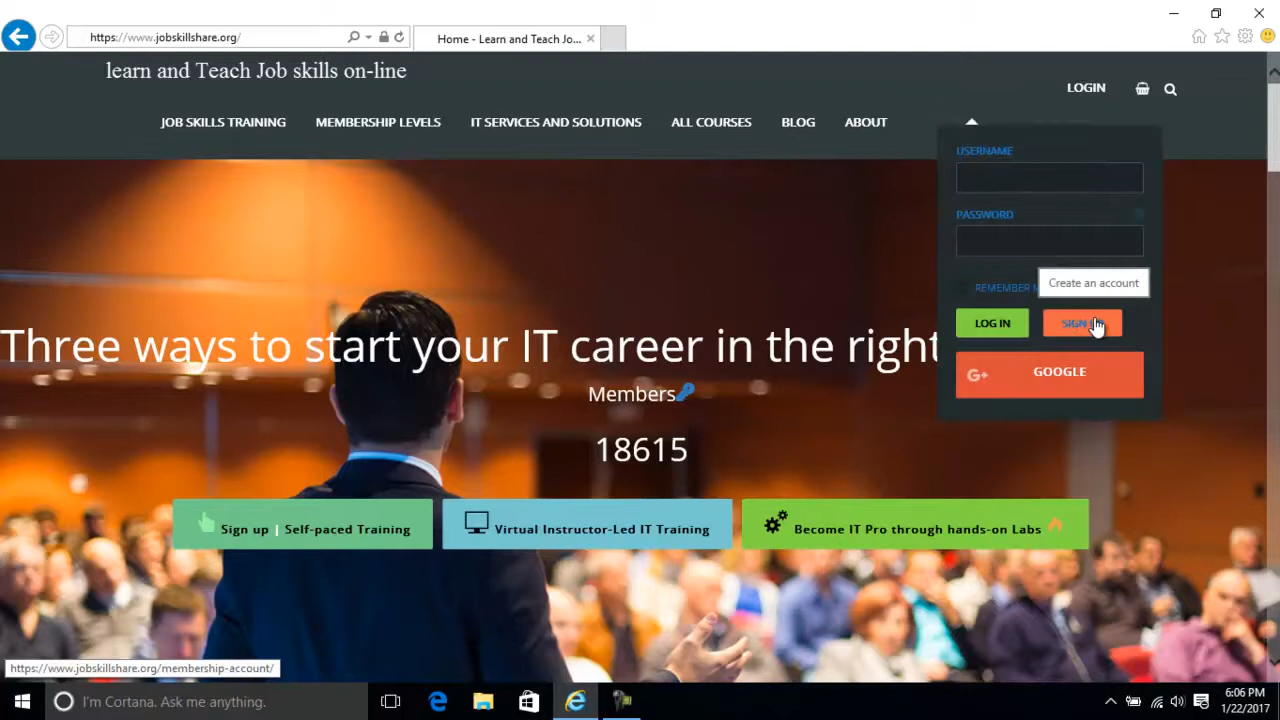 https://www.jobskillshare.org/
Home - Learn and Teach Jo...
learn and Teach Job skills on-line
LOGIN
JOB SKILLS TRAINING
MEMBERSHIP LEVELS
IT SERVICES AND SOLUTIONS
ALL COURSES
BLOG
ABOUT
USERNAME
PASSWORD
Create an account
REMEMBER
LOG IN
SIGN
G+ GOOGLE
Three ways to start your IT career in the right
Members
18615
Sign up | Self-paced Training
Virtual Instructor-Led IT Training
Become IT Pro through hands-on Labs
https://www.jobskillshare.org/membership-account/
I'm Cortana. Ask me anything.
6:06 PM
1/22/2017